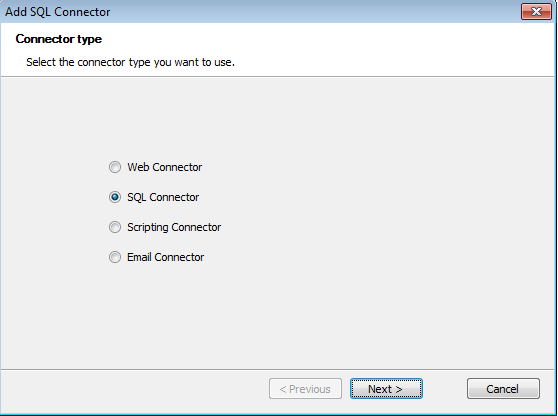 Add SQL Connector
Connector type
Select the connector type you want to use.
Web Connector
SQL Connector
Scripting Connector
Email Connector
< Previous
Next >
Cancel